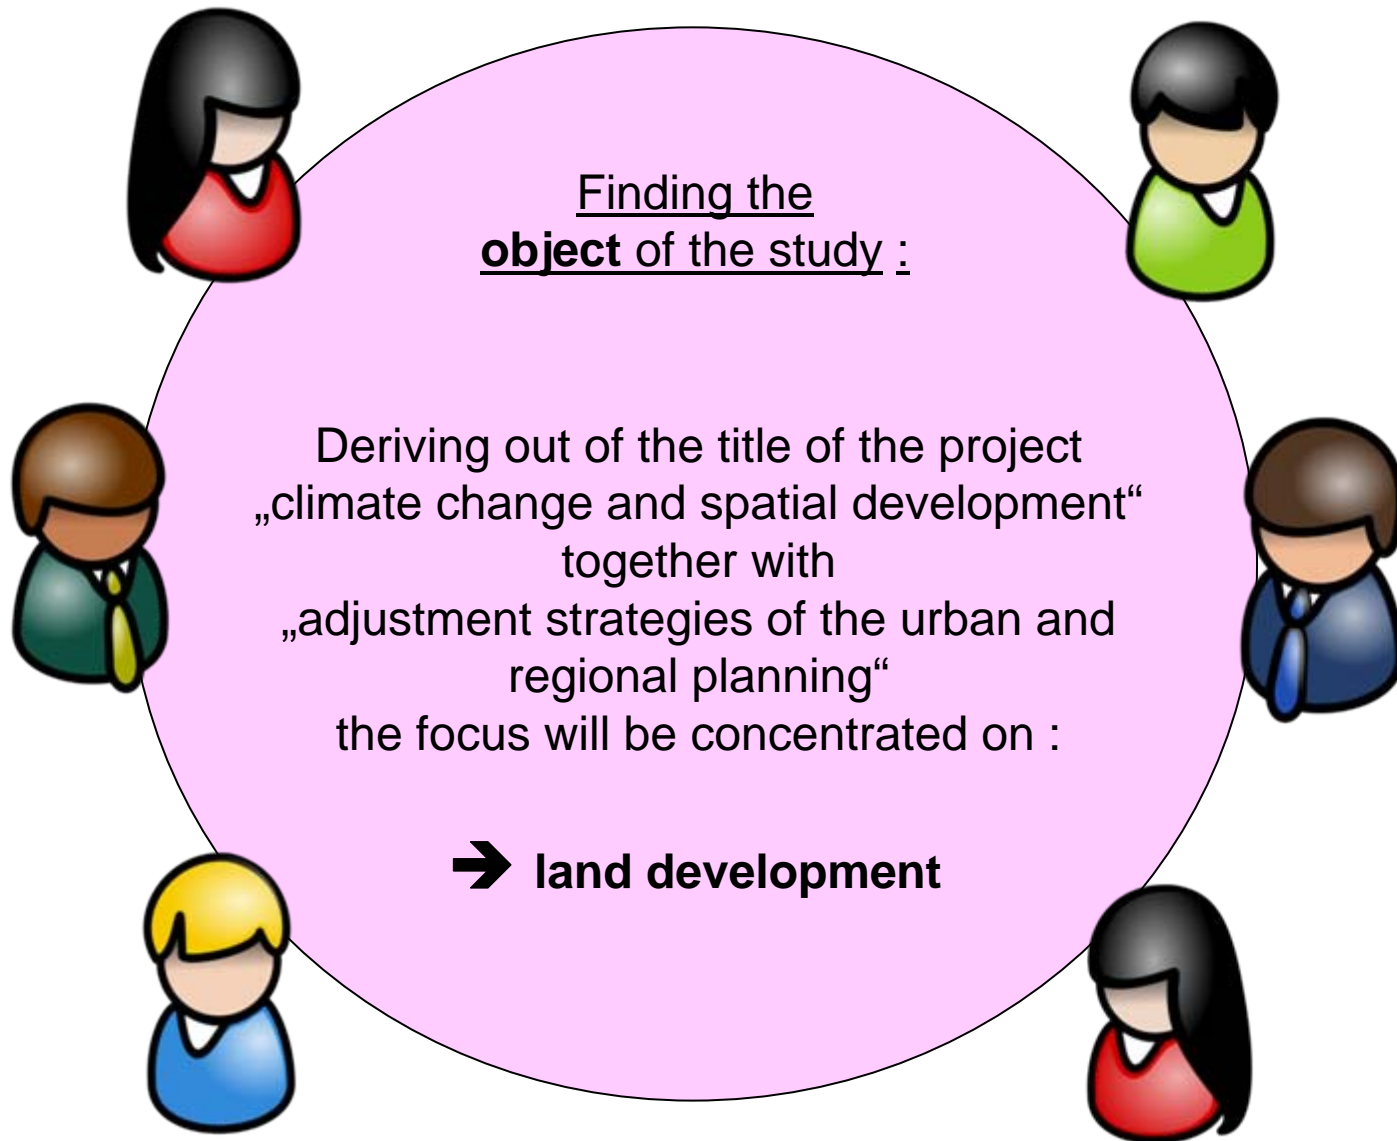 Finding the
object of the study :
Deriving out of the title of the project
„climate change and spatial development“
together with
„adjustment strategies of the urban and
regional planning“
the focus will be concentrated on :
➔ land development